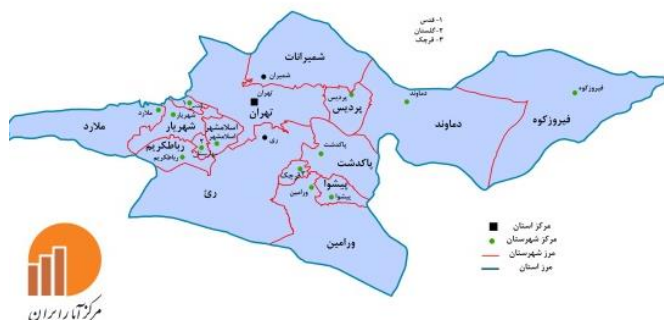 ۱- قدس
۲- گلستان
۳- قرچک
شمیرانات
شمیران
تهران
تهران
پردیس
پردیس
دماوند
دماوند
فیروزکوه
فیروزکوه
ملارد
ملارد
۱
شهریار
شهریار
اسلامشهر
اسلامشهر
۲
رباطکریم
رباطکریم
ری
ری
پاکدشت
پاکدشت
قرچک
پیشوا
پیشوا
ورامین
ورامین
مرکز استان
مرکز شهرستان
مرز شهرستان
مرز استان
مرکز آمار ایران